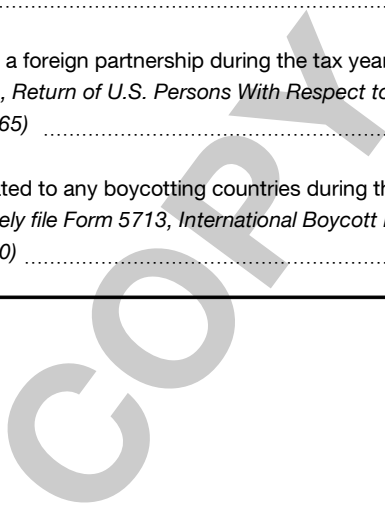 a foreign partnership during the tax year
, Return of U.S. Persons With Respect to
65)
ated to any boycotting countries during th
ely file Form 5713, International Boycott
0)
COPY